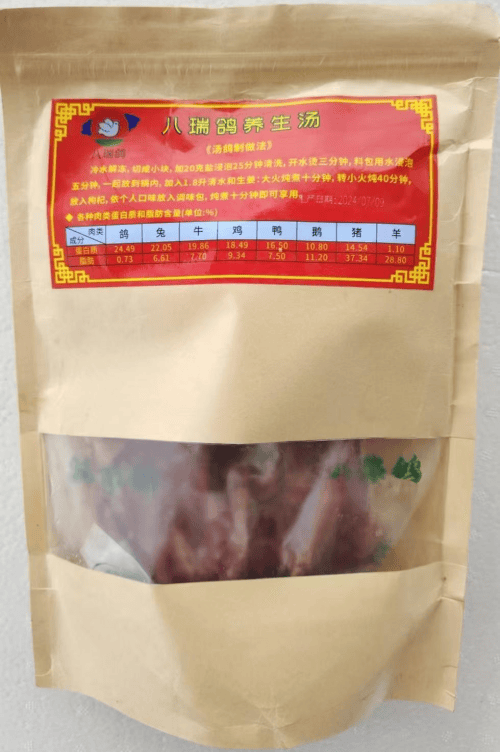 八瑞鸽养生汤
八瑞鸽
《汤鸽制做法》
冷水解冻，切成小块，加20克盐浸泡25分钟清洗，开水烫三分钟，料包用水浸泡
五分钟，一起放到锅内，加入1.8升清水和生姜；大火炖煮十分钟，转小火炖40分钟，
放入枸杞，依个人口味放入调味包，炖煮十分钟即可享用。
2024/07/09
◆ 各种肉类蛋白质和脂肪含量(单位:%)
肉类 成分 鸽 兔 牛 鸡 鸭 鹅 猪 羊
蛋白质 24.49 22.05 19.86 18.49 16.50 10.80 14.54 1.10
脂肪 0.73 6.61 7.70 9.34 7.50 11.20 37.34 28.80
鸽